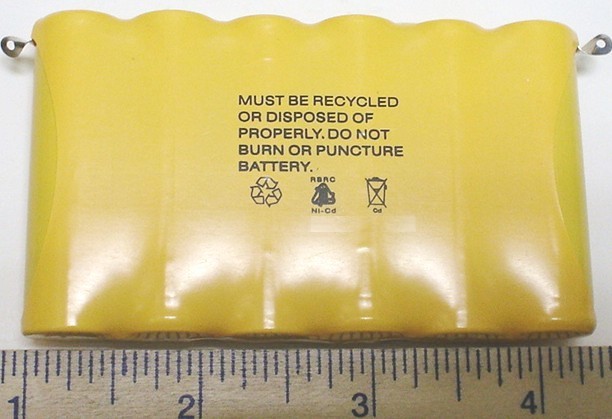 MUST BE RECYCLED
OR DISPOSED OF
PROPERLY. DO NOT
BURN OR PUNCTURE
BATTERY.
RBRC
Ni-Cd
Cd
1 2 3 4